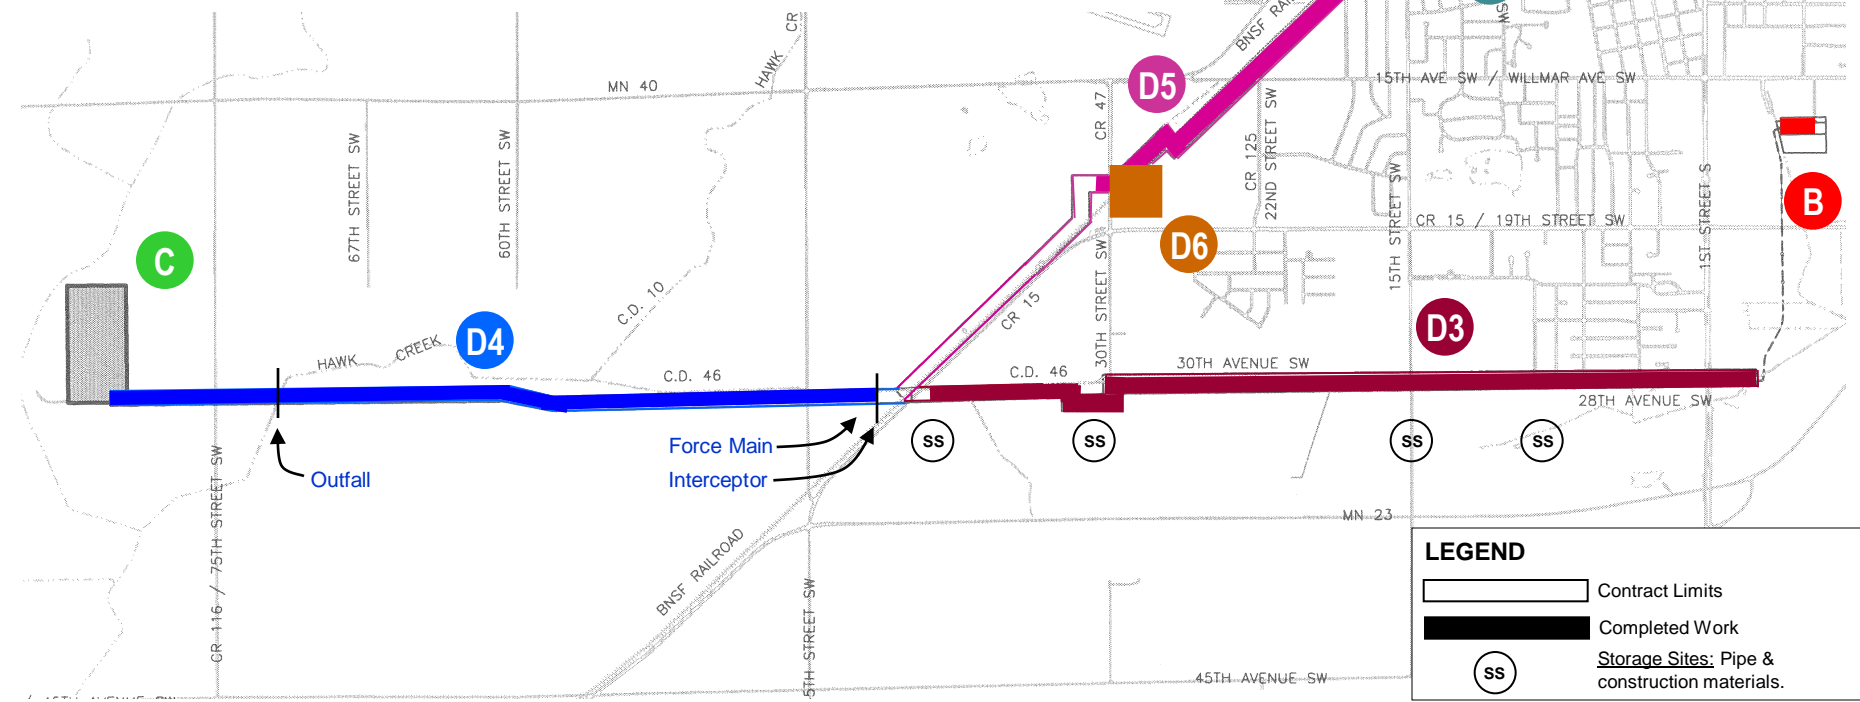 CR
HAWK
BNSF RAI
SW
MN 40
D5
15TH AVE SW / WILLMAR AVE SW
CR 47
CR 125
22ND STREET SW
67TH STREET SW
60TH STREET SW
15TH STREET SW
1ST STREET S
B
CR 15 / 19TH STREET SW
D6
C
C.D. 10
CR 15
30TH STREET SW
D4
D3
HAWK CREEK
C.D. 46
C.D. 46
30TH AVENUE SW
28TH AVENUE SW
Force Main
Interceptor
Outfall
SS
SS
SS
SS
CR 116 / 75TH STREET SW
BNSF RAILROAD
5TH STREET SW
MN 23
45TH AVENUE SW
LEGEND
Contract Limits
Completed Work
SS
Storage Sites: Pipe &
construction materials.